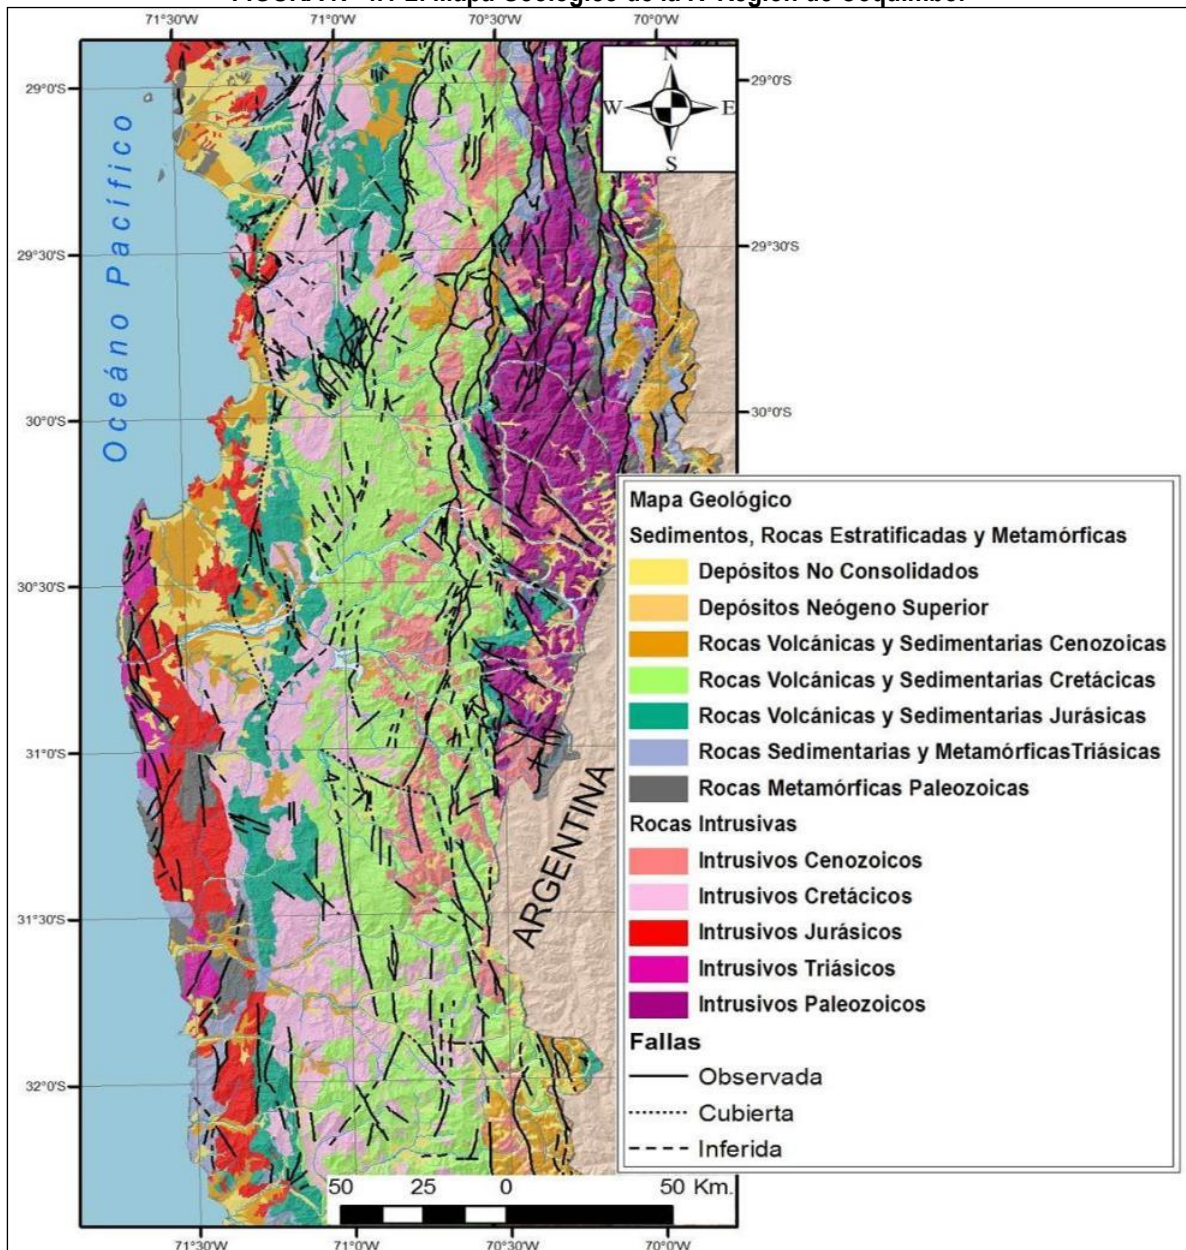 71°30'W 71°0'W 70°30'W 70°0'W
29°0'S 29°0'S
N
W E
S
Océano Pacífico
29°30'S 29°30'S
30°0'S 30°0'S
Mapa Geológico
Sedimentos, Rocas Estratificadas y Metamórficas
Depósitos No Consolidados
Depósitos Neógeno Superior
Rocas Volcánicas y Sedimentarias Cenozoicas
Rocas Volcánicas y Sedimentarias Cretácicas
Rocas Volcánicas y Sedimentarias Jurásicas
Rocas Sedimentarias y MetamórficasTriásicas
Rocas Metamórficas Paleozoicas
Rocas Intrusivas
Intrusivos Cenozoicos
Intrusivos Cretácicos
Intrusivos Jurásicos
Intrusivos Triásicos
Intrusivos Paleozoicos
Fallas
Observada
Cubierta
Inferida
30°30'S
31°0'S
ARGENTINA
31°30'S
32°0'S
50 25 0 50 Km.
71°30'W 71°0'W 70°30'W 70°0'W